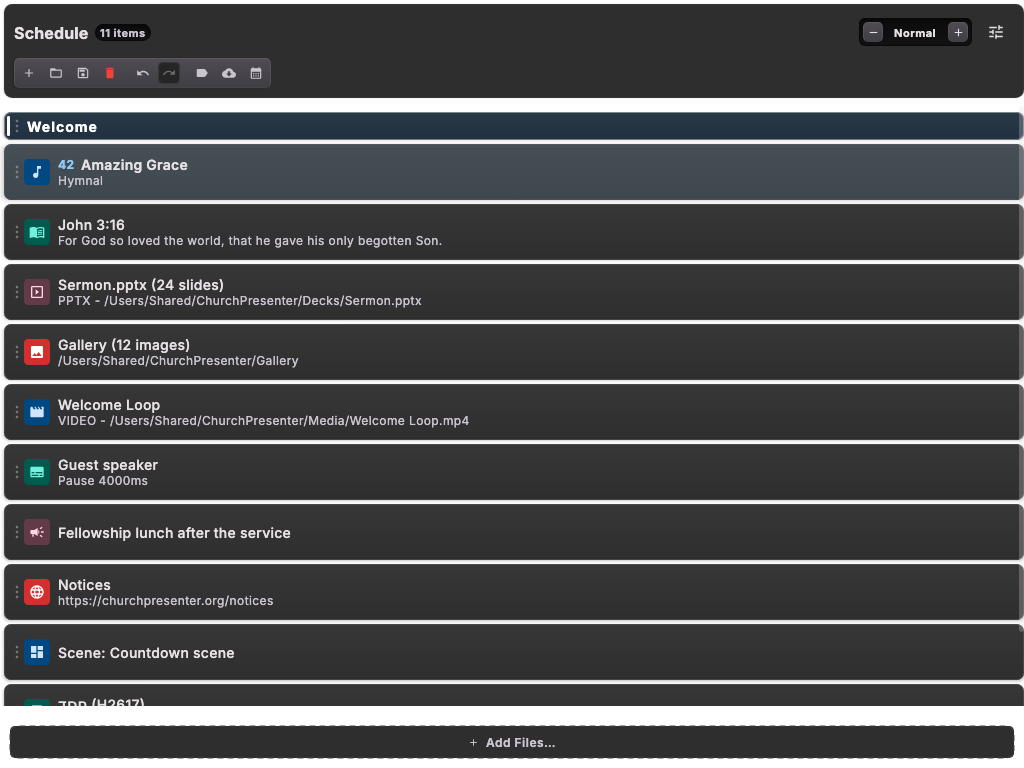 Schedule 11 items
Normal
Welcome
42 Amazing Grace
Hymnal
John 3:16
For God so loved the world, that he gave his only begotten Son.
Sermon.pptx (24 slides)
PPTX - /Users/Shared/ChurchPresenter/Decks/Sermon.pptx
Gallery (12 images)
/Users/Shared/ChurchPresenter/Gallery
Welcome Loop
VIDEO - /Users/Shared/ChurchPresenter/Media/Welcome Loop.mp4
Guest speaker
Pause 4000ms
Fellowship lunch after the service
Notices
https://churchpresenter.org/notices
Scene: Countdown scene
(H2617)
+ Add Files...